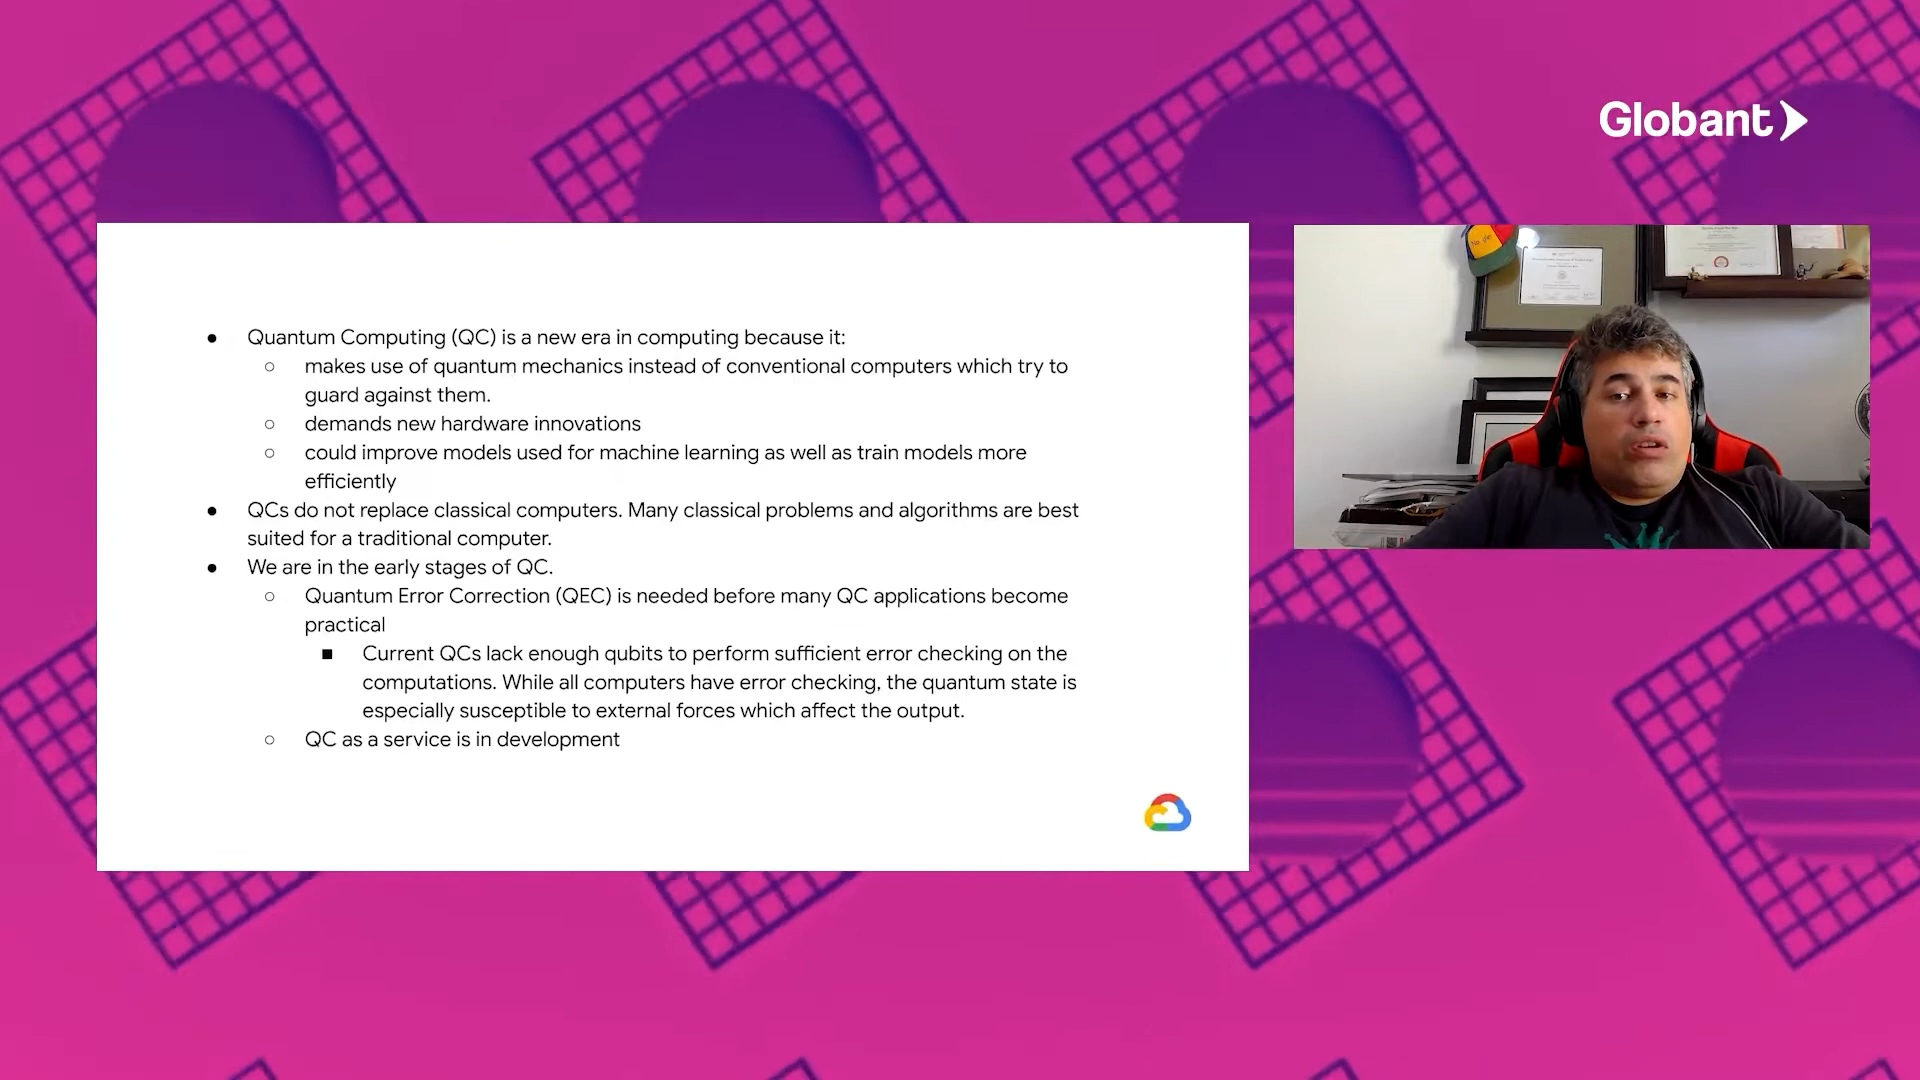 Globant
● Quantum Computing (QC) is a new era in computing because it:
○ makes use of quantum mechanics instead of conventional computers which try to
guard against them.
○ demands new hardware innovations
○ could improve models used for machine learning as well as train models more
efficiently
● QCs do not replace classical computers. Many classical problems and algorithms are best
suited for a traditional computer.
● We are in the early stages of QC.
○ Quantum Error Correction (QEC) is needed before many QC applications become
practical
■ Current QCs lack enough qubits to perform sufficient error checking on the
computations. While all computers have error checking, the quantum state is
especially susceptible to external forces which affect the output.
○ QC as a service is in development